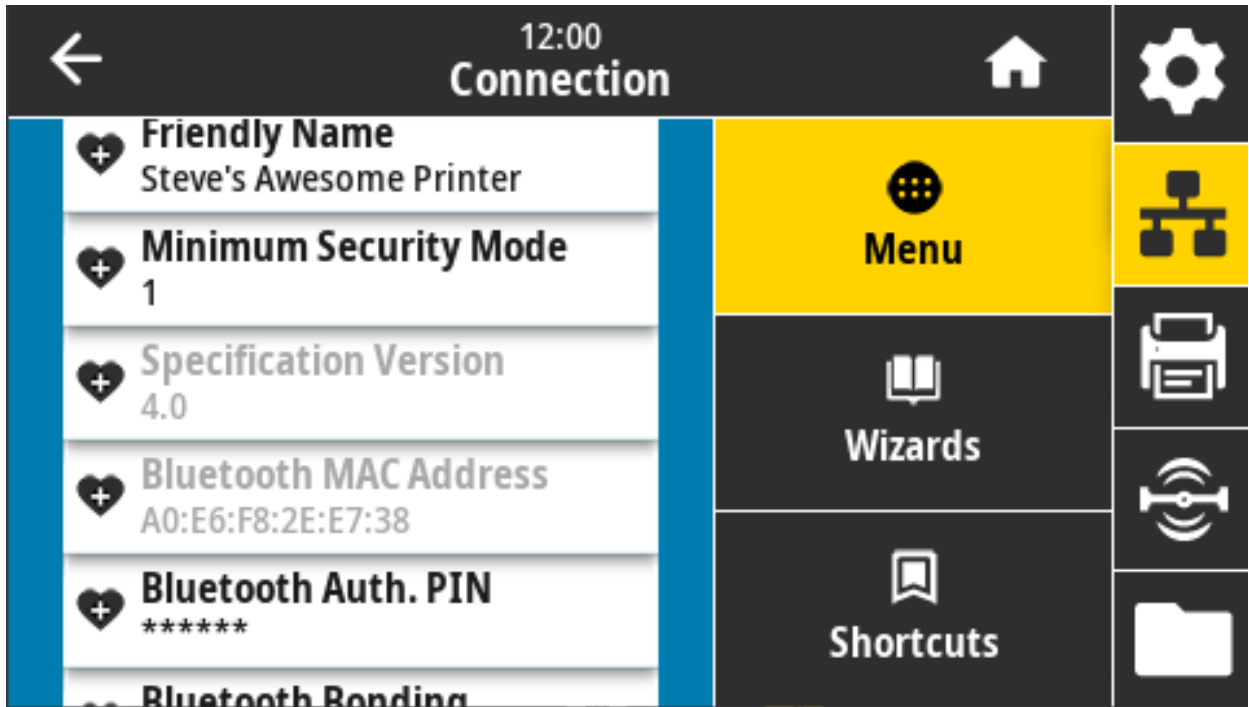 12:00
Connection
Friendly Name
Steve's Awesome Printer
Minimum Security Mode
1
Specification Version
4.0
Bluetooth MAC Address
A0:E6:F8:2E:E7:38
Bluetooth Auth. PIN
******
Bluetooth Bonding
Menu
Wizards
Shortcuts